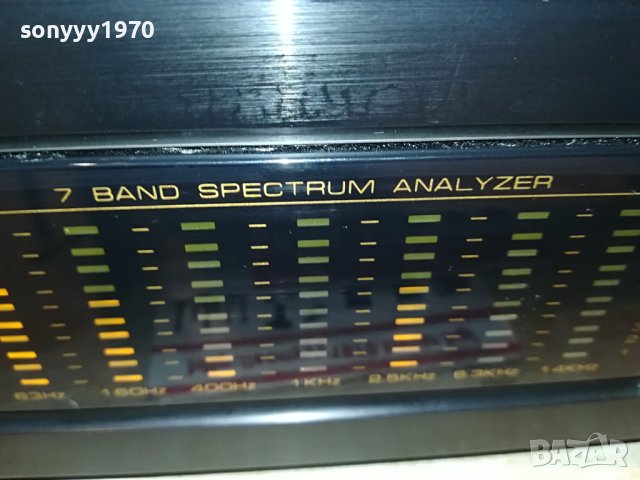 sonyyy1970
7 BAND SPECTRUM ANALYZER
63Hz 160Hz 400Hz 1KHz 2.5KHz 6.3KHz 14KHz
BAZAR